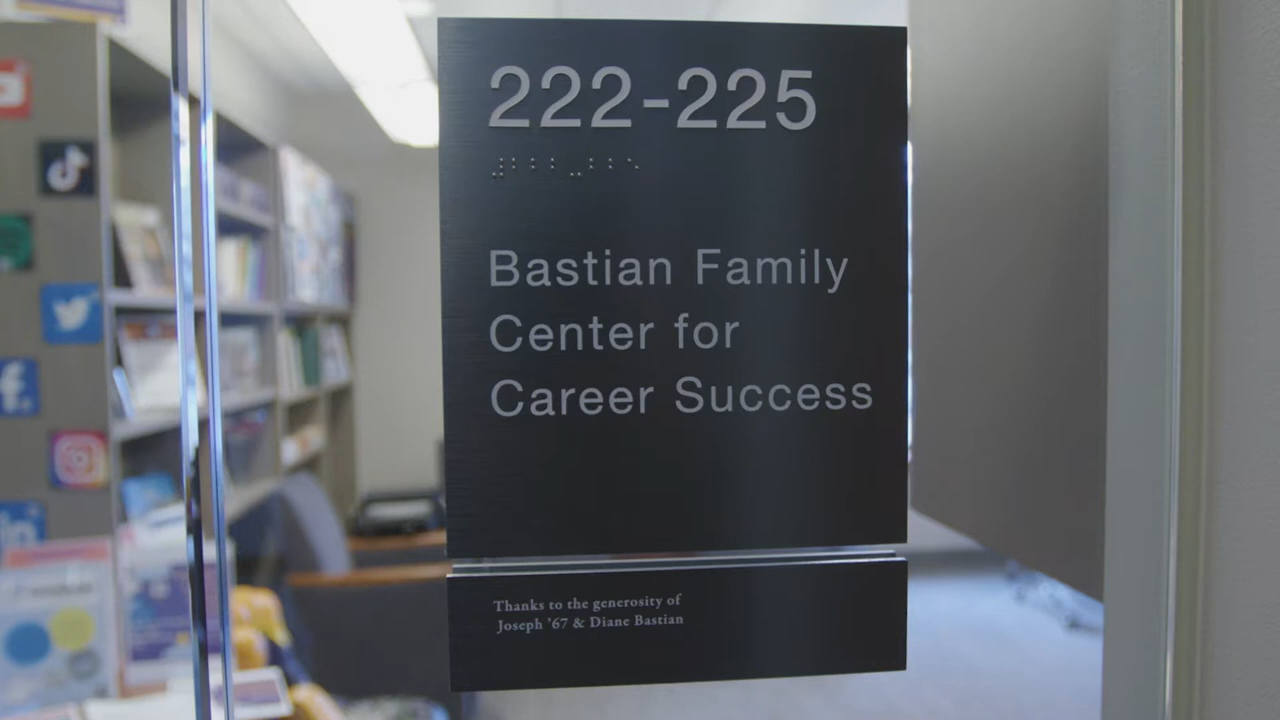 222-225
Bastian Family
Center for
Career Success
Thanks to the generosity of
Joseph '67 & Diane Bastian